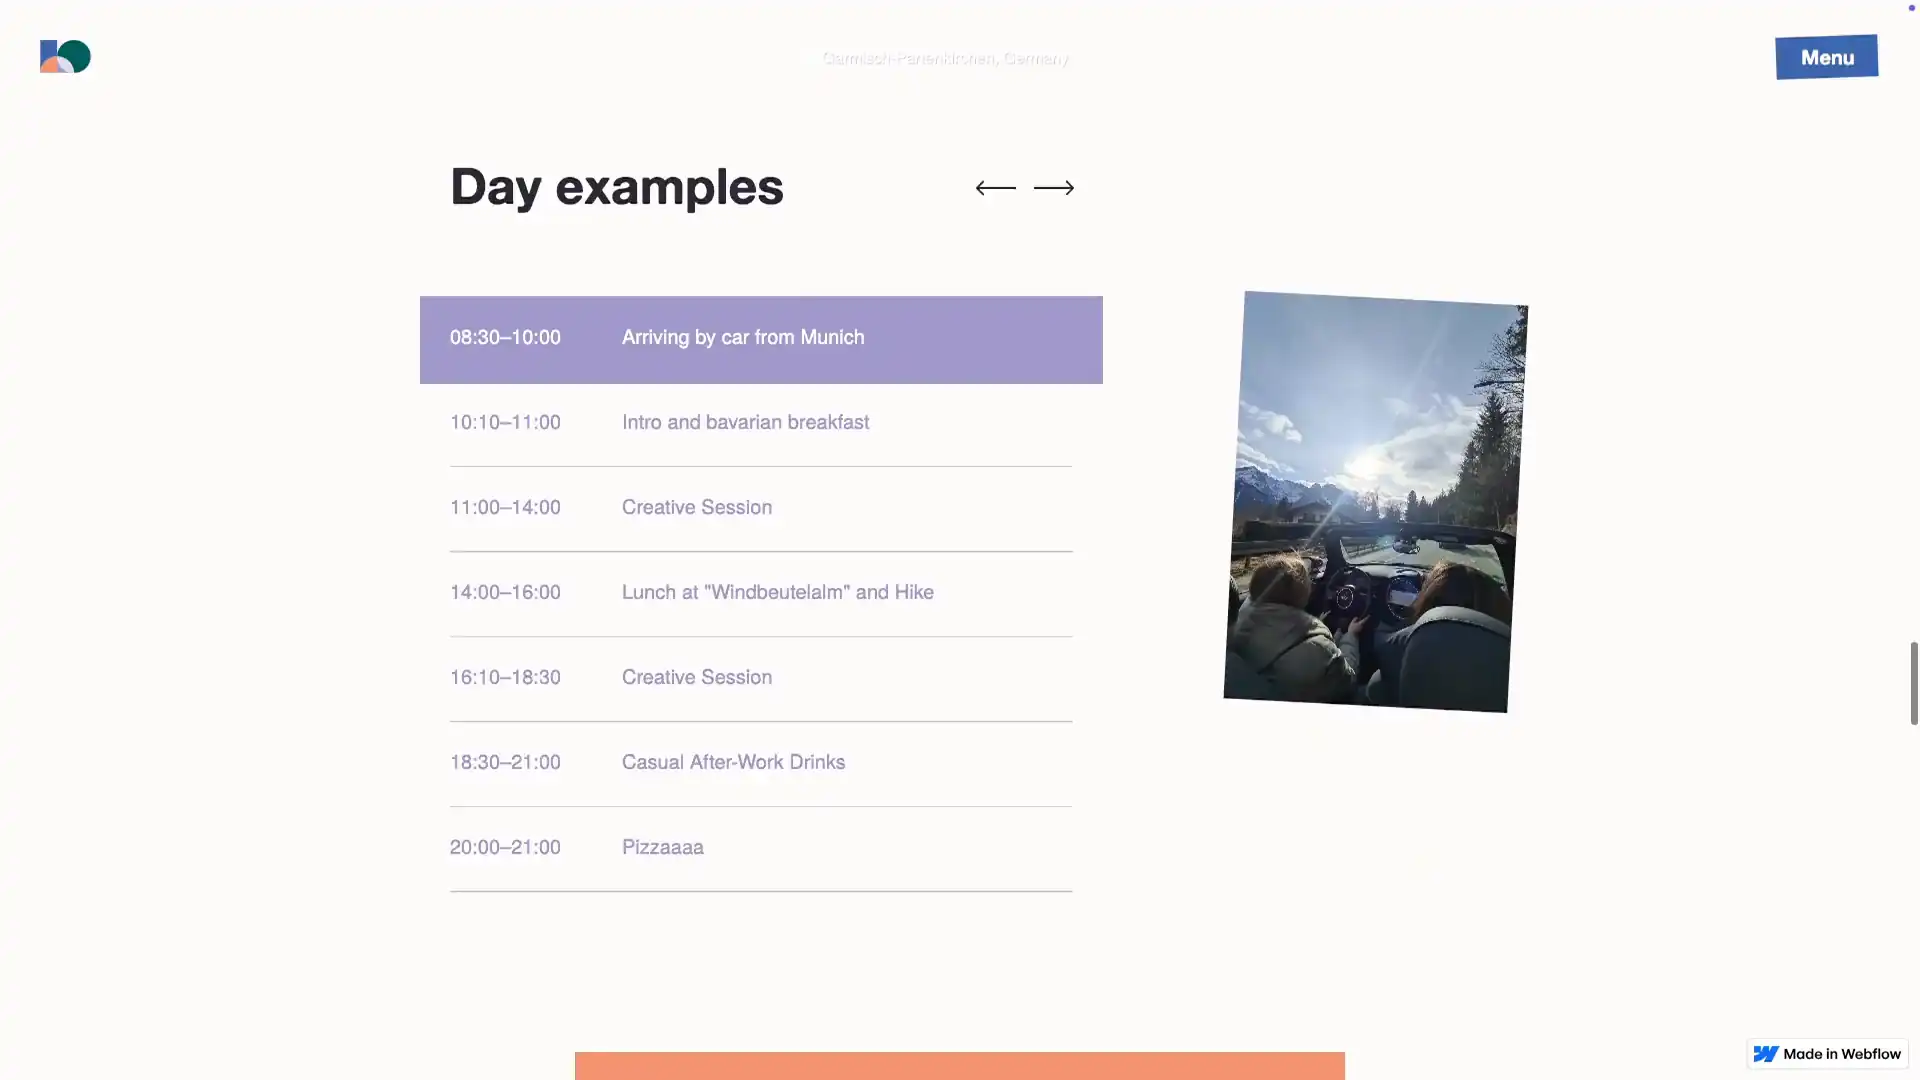 Garmisch-Partenkirchen, Germany
Menu
Day examples
08:30–10:00 Arriving by car from Munich
10:10–11:00 Intro and bavarian breakfast
11:00–14:00 Creative Session
14:00–16:00 Lunch at "Windbeutelalm" and Hike
16:10–18:30 Creative Session
18:30–21:00 Casual After-Work Drinks
20:00–21:00 Pizzaaaa
Made in Webflow